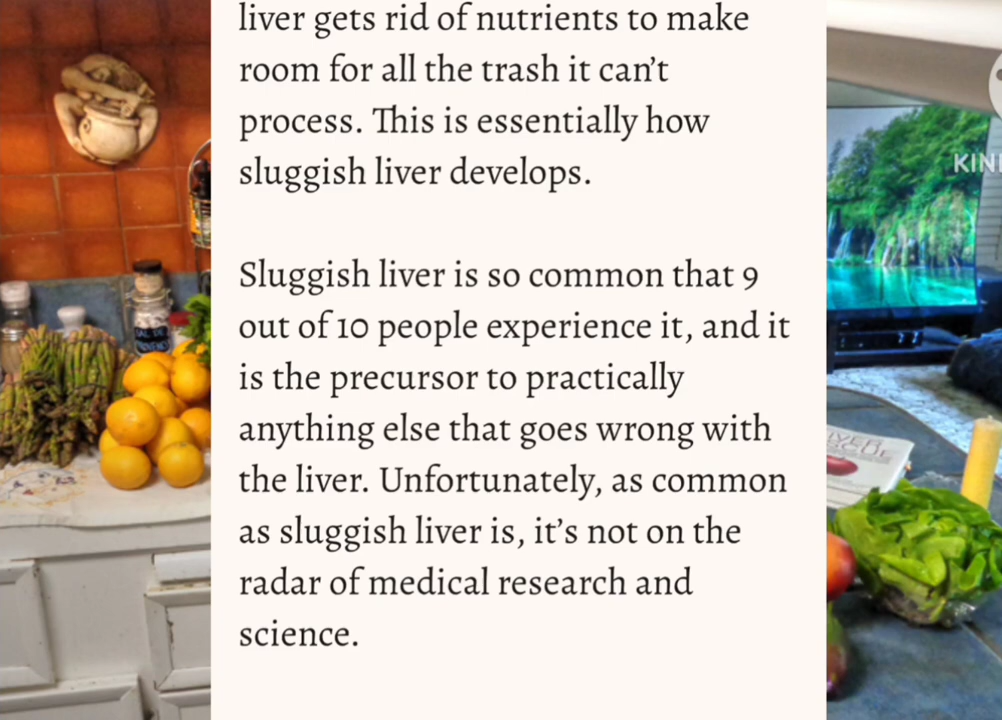 liver gets rid of nutrients to make
room for all the trash it can't
process. This is essentially how
sluggish liver develops.
Sluggish liver is so common that 9
out of 10 people experience it, and it
is the precursor to practically
anything else that goes wrong with
the liver. Unfortunately, as common
as sluggish liver is, it's not on the
radar of medical research and
science.
KIN